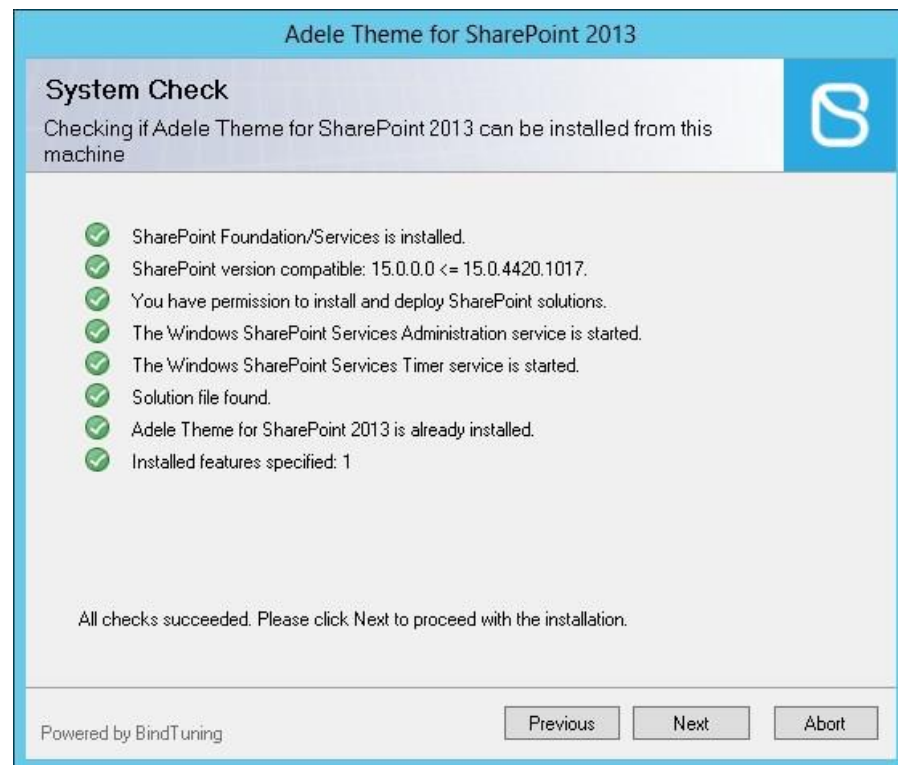 Adele Theme for SharePoint 2013
System Check
Checking if Adele Theme for SharePoint 2013 can be installed from this
machine
SharePoint Foundation/Services is installed.
SharePoint version compatible: 15.0.0.0 <= 15.0.4420.1017.
You have permission to install and deploy SharePoint solutions.
The Windows SharePoint Services Administration service is started.
The Windows SharePoint Services Timer service is started.
Solution file found.
Adele Theme for SharePoint 2013 is already installed.
Installed features specified: 1
All checks succeeded. Please click Next to proceed with the installation.
Powered by BindTuning
Previous
Next
Abort